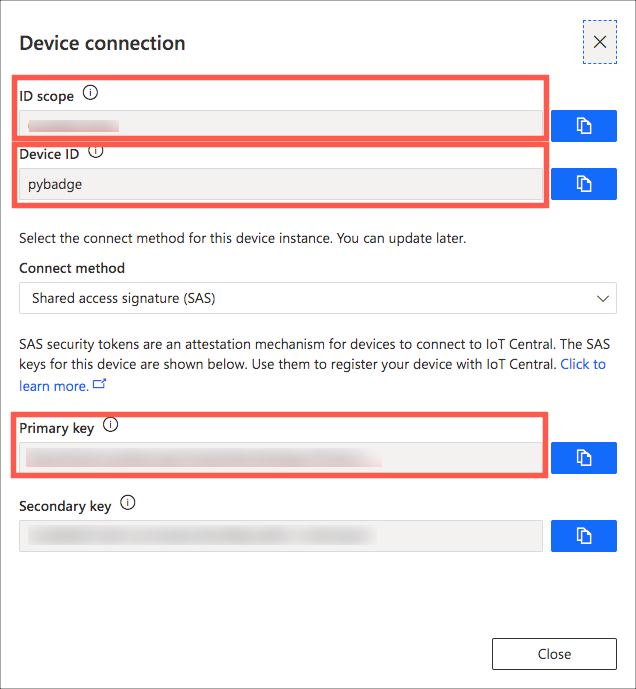 Device connection
ID scope
Device ID
pybadge
Select the connect method for this device instance. You can update later.
Connect method
Shared access signature (SAS)
SAS security tokens are an attestation mechanism for devices to connect to IoT Central. The SAS
keys for this device are shown below. Use them to register your device with IoT Central. Click to
learn more.
Primary key
Secondary key
Close